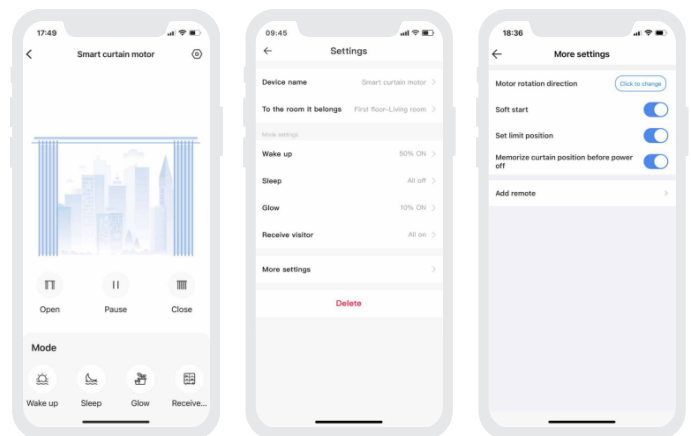 17:49
Smart curtain motor
Open
Pause
Close
Mode
Wake up
Sleep
Glow
Receive...
09:45
Settings
Device name
Smart curtain motor
To the room it belongs
First floor-Living room
Mode settings
Wake up
50% ON
Sleep
All off
Glow
10% ON
Receive visitor
All on
More settings
Delete
18:36
More settings
Motor rotation direction
Click to change
Soft start
Set limit position
Memorize curtain position before power
off
Add remote